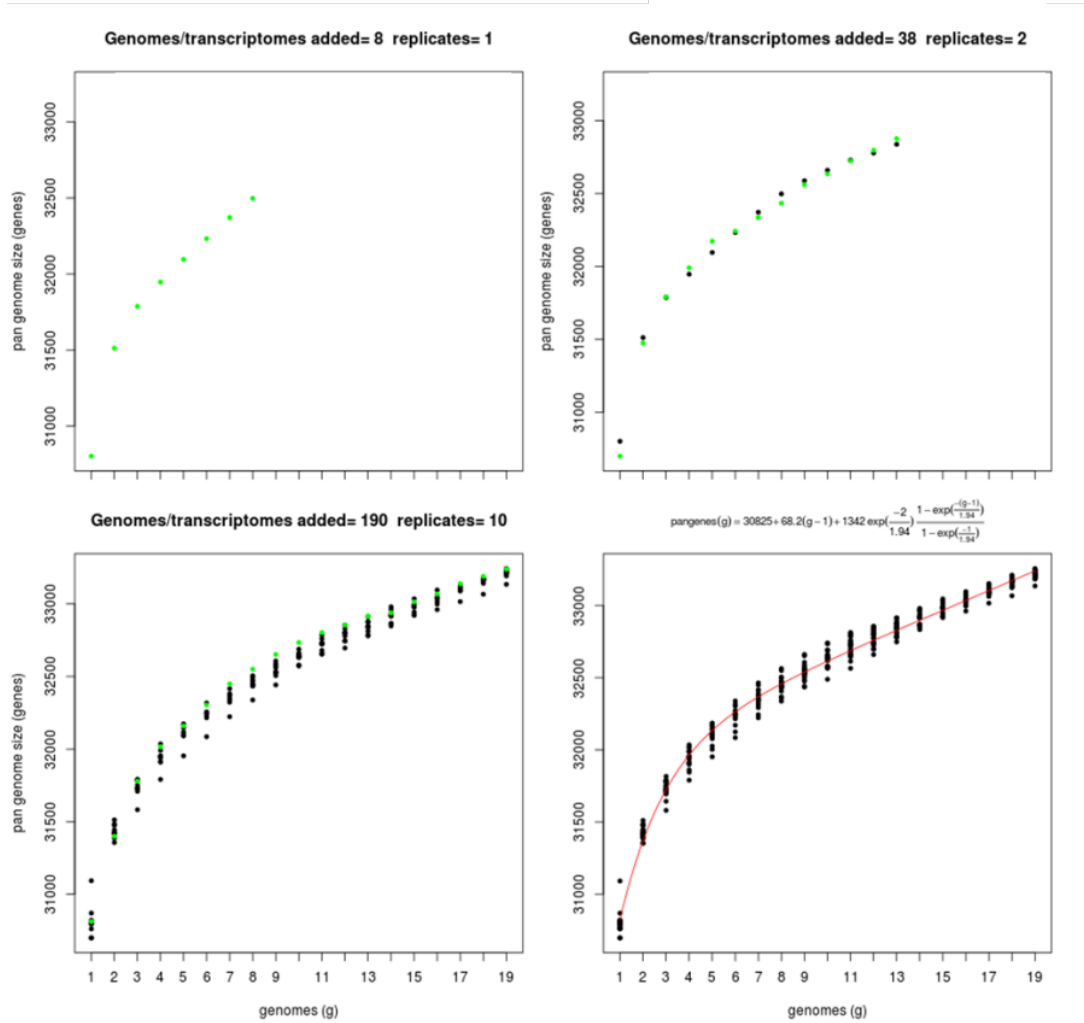 Genomes/transcriptomes added= 8 replicates= 1
Genomes/transcriptomes added= 38 replicates= 2
pan genome size (genes)
33000
32500
32000
31500
31000
pan genome size (genes)
33000
32500
32000
31500
31000
Genomes/transcriptomes added= 190 replicates= 10
pangenes(g) = 30825+68.2(g−1)+1342 exp(−2/1.94) 1−exp(−(g−1)/1.94)/1−exp(−1/1.94)
pan genome size (genes)
33000
32500
32000
31500
31000
1 2 3 4 5 6 7 8 9 11 13 15 17 19
genomes (g)
33000
32500
32000
31500
31000
1 2 3 4 5 6 7 8 9 11 13 15 17 19
genomes (g)